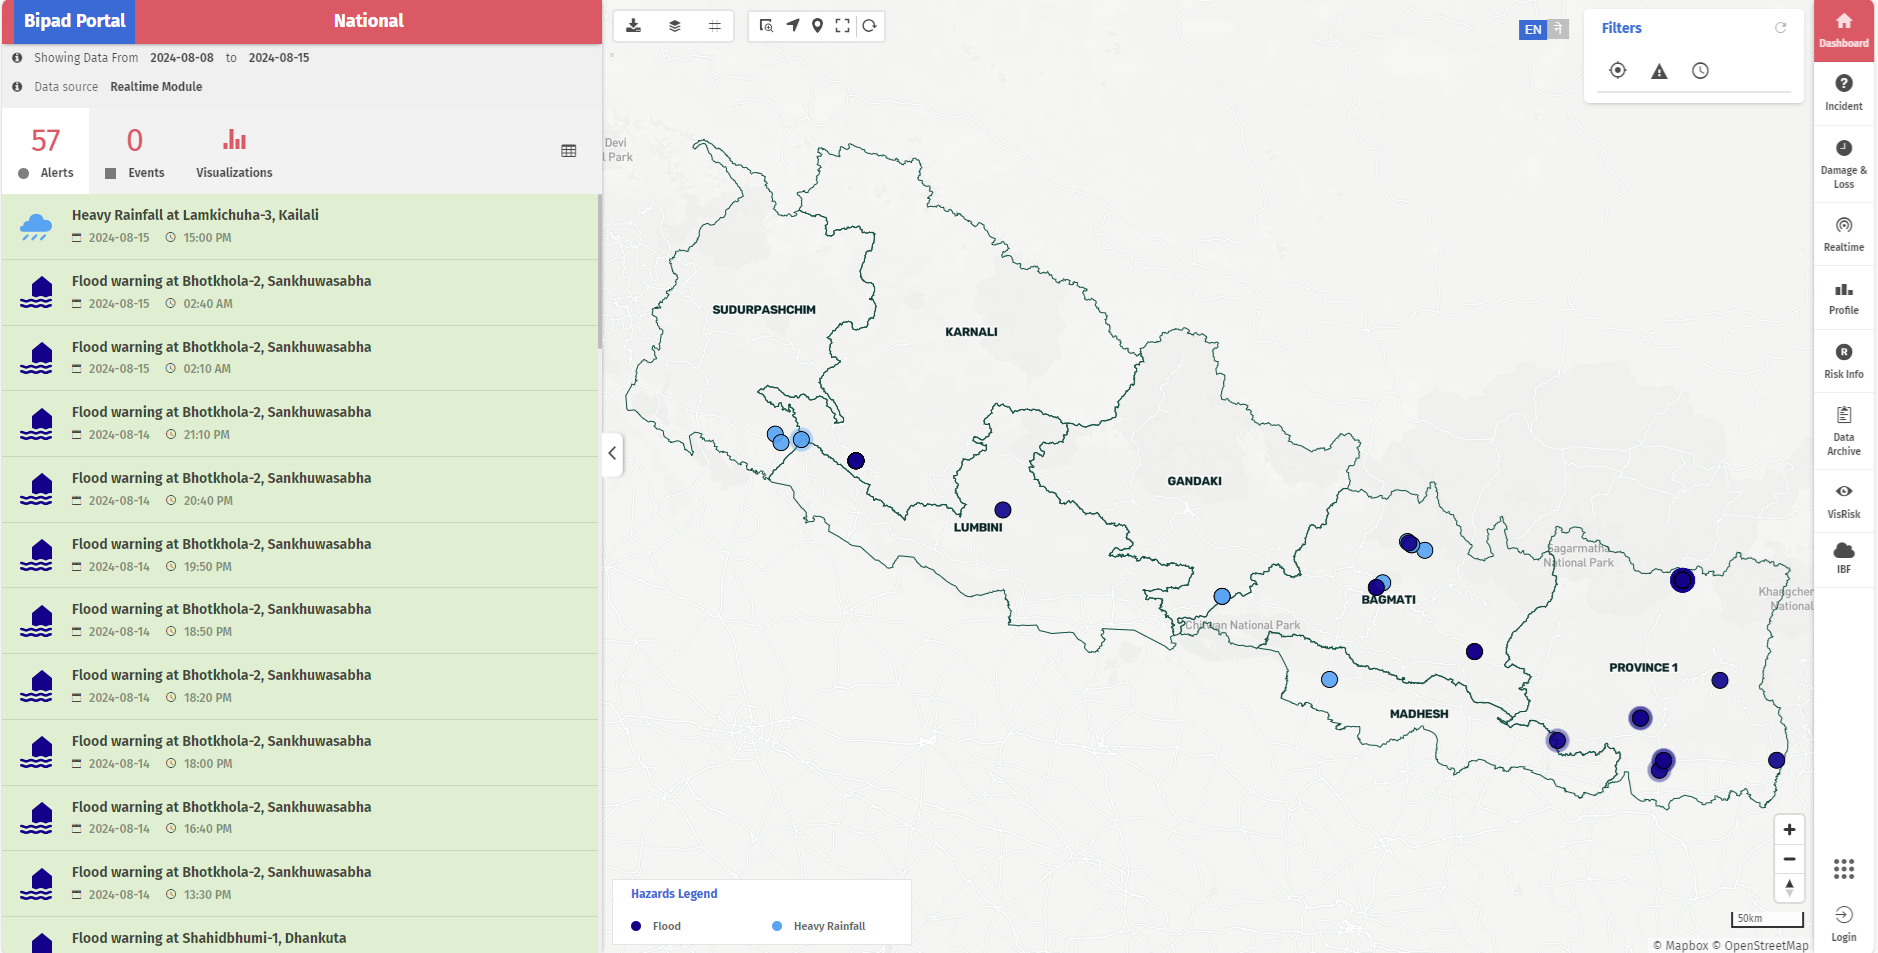 Bipad Portal
National
Showing Data From 2024-08-08 to 2024-08-15
Data source Realtime Module
57
Alerts
0
Events
Visualizations
Heavy Rainfall at Lamkichuha-3, Kailali
2024-08-15 15:00 PM
Flood warning at Bhotkhola-2, Sankhuwasabha
2024-08-15 02:40 AM
Flood warning at Bhotkhola-2, Sankhuwasabha
2024-08-15 02:10 AM
Flood warning at Bhotkhola-2, Sankhuwasabha
2024-08-14 21:10 PM
Flood warning at Bhotkhola-2, Sankhuwasabha
2024-08-14 20:40 PM
Flood warning at Bhotkhola-2, Sankhuwasabha
2024-08-14 19:50 PM
Flood warning at Bhotkhola-2, Sankhuwasabha
2024-08-14 18:50 PM
Flood warning at Bhotkhola-2, Sankhuwasabha
2024-08-14 18:20 PM
Flood warning at Bhotkhola-2, Sankhuwasabha
2024-08-14 18:00 PM
Flood warning at Bhotkhola-2, Sankhuwasabha
2024-08-14 16:40 PM
Flood warning at Bhotkhola-2, Sankhuwasabha
2024-08-14 13:30 PM
Flood warning at Shahidbhumi-1, Dhankuta
EN ने
Filters
Devi
l Park
SUDURPASHCHIM
KARNALI
GANDAKI
LUMBINI
Sagarmatha
National Park
Khangchen
National
BAGMATI
Chitwan National Park
PROVINCE 1
MADHESH
Hazards Legend
Flood
Heavy Rainfall
50km
© Mapbox © OpenStreetMap
Dashboard
Incident
Damage &
Loss
Realtime
Profile
R
Risk Info
Data
Archive
VisRisk
IBF
Login